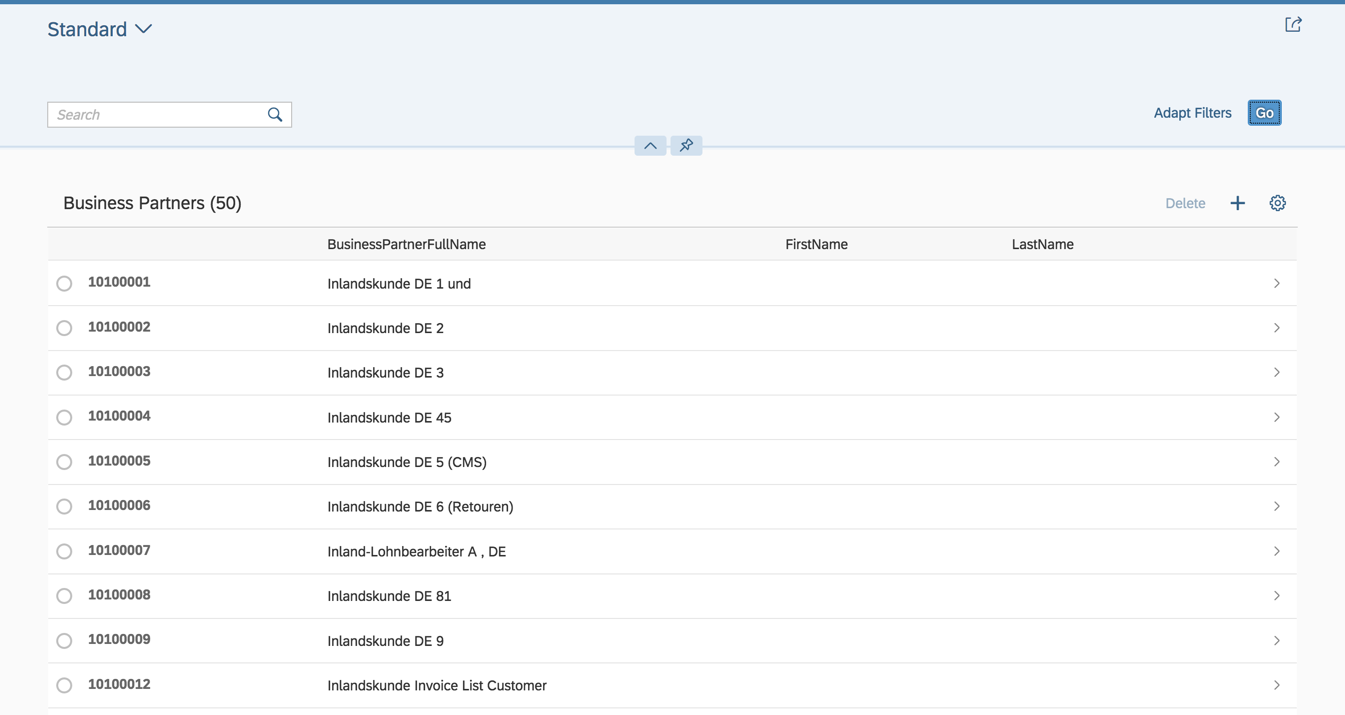 Standard
Search
Adapt Filters Go
Business Partners (50)
Delete
BusinessPartnerFullName FirstName LastName
10100001 Inlandskunde DE 1 und
10100002 Inlandskunde DE 2
10100003 Inlandskunde DE 3
10100004 Inlandskunde DE 45
10100005 Inlandskunde DE 5 (CMS)
10100006 Inlandskunde DE 6 (Retouren)
10100007 Inland-Lohnbearbeiter A , DE
10100008 Inlandskunde DE 81
10100009 Inlandskunde DE 9
10100012 Inlandskunde Invoice List Customer